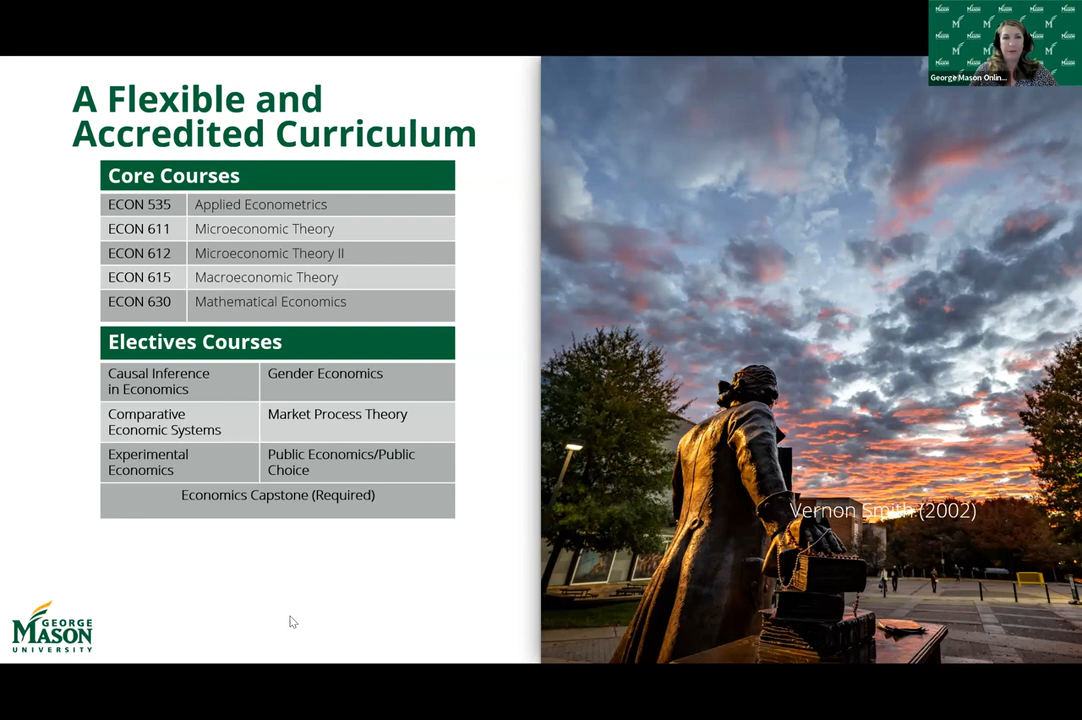 A Flexible and
Accredited Curriculum
Core Courses
ECON 535 Applied Econometrics
ECON 611 Microeconomic Theory
ECON 612 Microeconomic Theory II
ECON 615 Macroeconomic Theory
ECON 630 Mathematical Economics
Electives Courses
Causal Inference
in Economics
Gender Economics
Comparative
Economic Systems
Market Process Theory
Experimental
Economics
Public Economics/Public
Choice
Economics Capstone (Required)
GEORGE
MASON
UNIVERSITY
Vernon Smith (2002)
George Mason Onlin...